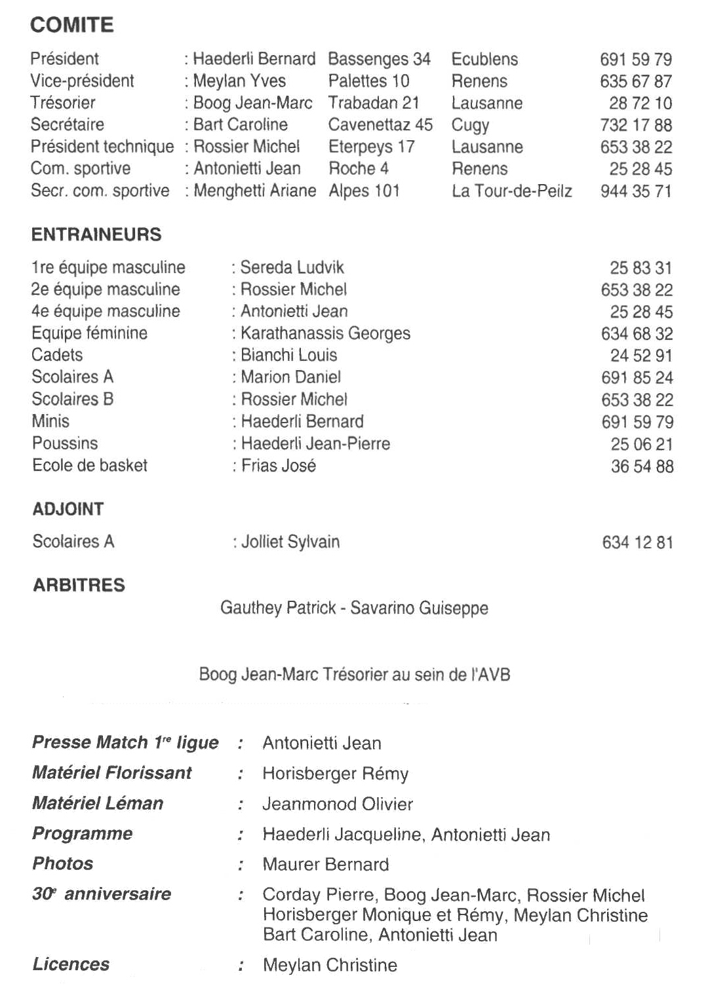 COMITE
Président : Haederli Bernard Bassenges 34 Ecublens 691 59 79
Vice-président : Meylan Yves Palettes 10 Renens 635 67 87
Trésorier : Boog Jean-Marc Trabadan 21 Lausanne 28 72 10
Secrétaire : Bart Caroline Cavenettaz 45 Cugy 732 17 88
Président technique : Rossier Michel Eterpeys 17 Lausanne 653 38 22
Com. sportive : Antonietti Jean Roche 4 Renens 25 28 45
Secr. com. sportive : Menghetti Ariane Alpes 101 La Tour-de-Peilz 944 35 71
ENTRAINEURS
1re équipe masculine : Sereda Ludvik 25 83 31
2e équipe masculine : Rossier Michel 653 38 22
4e équipe masculine : Antonietti Jean 25 28 45
Equipe féminine : Karathanassis Georges 634 68 32
Cadets : Bianchi Louis 24 52 91
Scolaires A : Marion Daniel 691 85 24
Scolaires B : Rossier Michel 653 38 22
Minis : Haederli Bernard 691 59 79
Poussins : Haederli Jean-Pierre 25 06 21
Ecole de basket : Frias José 36 54 88
ADJOINT
Scolaires A : Jolliet Sylvain 634 12 81
ARBITRES
Gauthey Patrick - Savarino Guiseppe
Boog Jean-Marc Trésorier au sein de l'AVB
Presse Match 1re ligue : Antonietti Jean
Matériel Florissant : Horisberger Rémy
Matériel Léman : Jeanmonod Olivier
Programme : Haederli Jacqueline, Antonietti Jean
Photos : Maurer Bernard
30e anniversaire : Corday Pierre, Boog Jean-Marc, Rossier Michel
Horisberger Monique et Rémy, Meylan Christine
Bart Caroline, Antonietti Jean
Licences : Meylan Christine